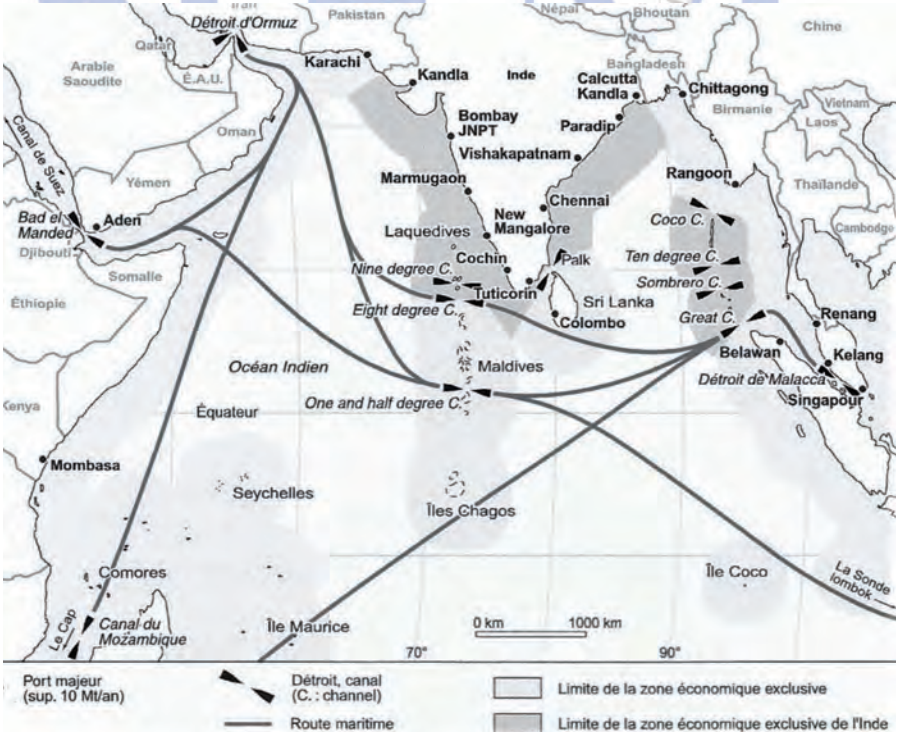 Iran
Détroit d'Ormuz
Pakistan
Népal
Bhoutan
Chine
Qatar
Karachi
Arabie
Saoudite
É.A.U.
Kandla
Inde
Bangladesh
Calcutta
Kandla
Chittagong
Birmanie
Vietnam
Laos
Oman
Bombay
JNPT
Paradip
Canal de Suez
Vishakapatnam
Yémen
Marmugaon
Rangoon
Thaïlande
Bad el
Manded
Aden
Chennai
Coco C.
New
Mangalore
Laquedives
Cambodge
Djibouti
Somalie
Cochin
Palk
Ten degree C.
Nine degree C.
Éthiopie
Tuticorin
Sri Lanka
Sombrero C.
Eight degree C.
Colombo
Great C.
Renang
Belawan
Kelang
Océan Indien
Maldives
Détroit de Malacca
Singapour
Kenya
Équateur
One and half degree C.
Mombasa
Seychelles
Îles Chagos
Comores
Île Coco
La Sonde
lombok
Le Cap
Canal du
Mozambique
Île Maurice
0 km
1000 km
70°
90°
Port majeur
(sup. 10 Mt/an)
Détroit, canal
(C. : channel)
Route maritime
Limite de la zone économique exclusive
Limite de la zone économique exclusive de l'Inde